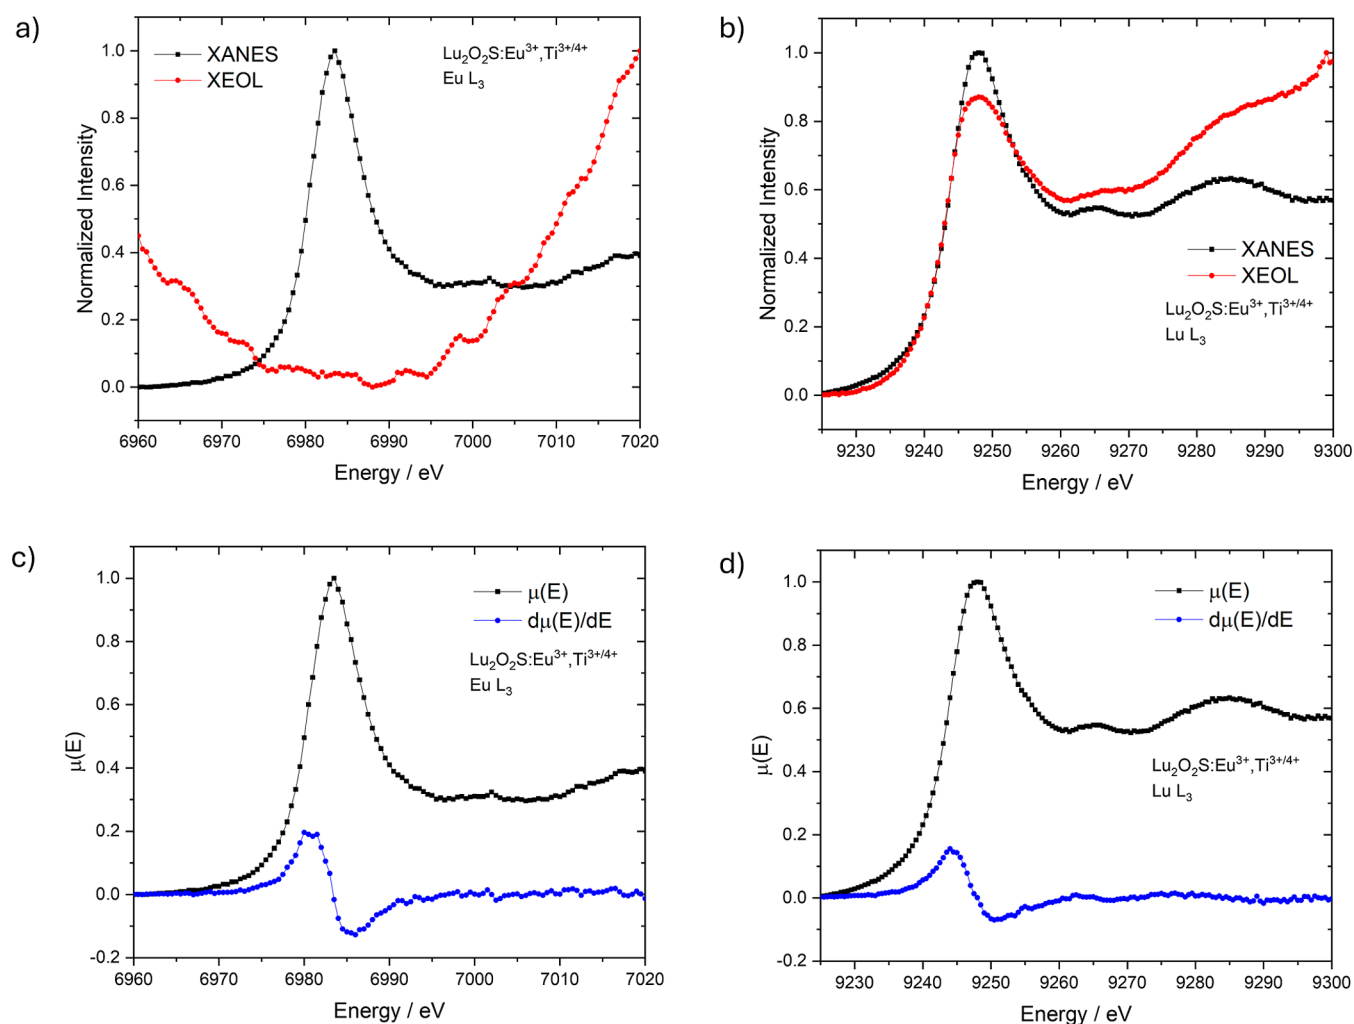 a)
XANES
XEOL
Lu2O2S:Eu3+,Ti3+/4+
Eu L3
Normalized Intensity
1.0
0.8
0.6
0.4
0.2
0.0
6960 6970 6980 6990 7000 7010 7020
Energy / eV
b)
Normalized Intensity
1.0
0.8
0.6
0.4
0.2
0.0
XANES
XEOL
Lu2O2S:Eu3+,Ti3+/4+
Lu L3
9230 9240 9250 9260 9270 9280 9290 9300
Energy / eV
c)
μ(E)
dμ(E)/dE
Lu2O2S:Eu3+,Ti3+/4+
Eu L3
μ(E)
1.0
0.8
0.6
0.4
0.2
0.0
-0.2
6960 6970 6980 6990 7000 7010 7020
Energy / eV
d)
μ(E)
dμ(E)/dE
Lu2O2S:Eu3+,Ti3+/4+
Lu L3
μ(E)
1.0
0.8
0.6
0.4
0.2
0.0
-0.2
9230 9240 9250 9260 9270 9280 9290 9300
Energy / eV